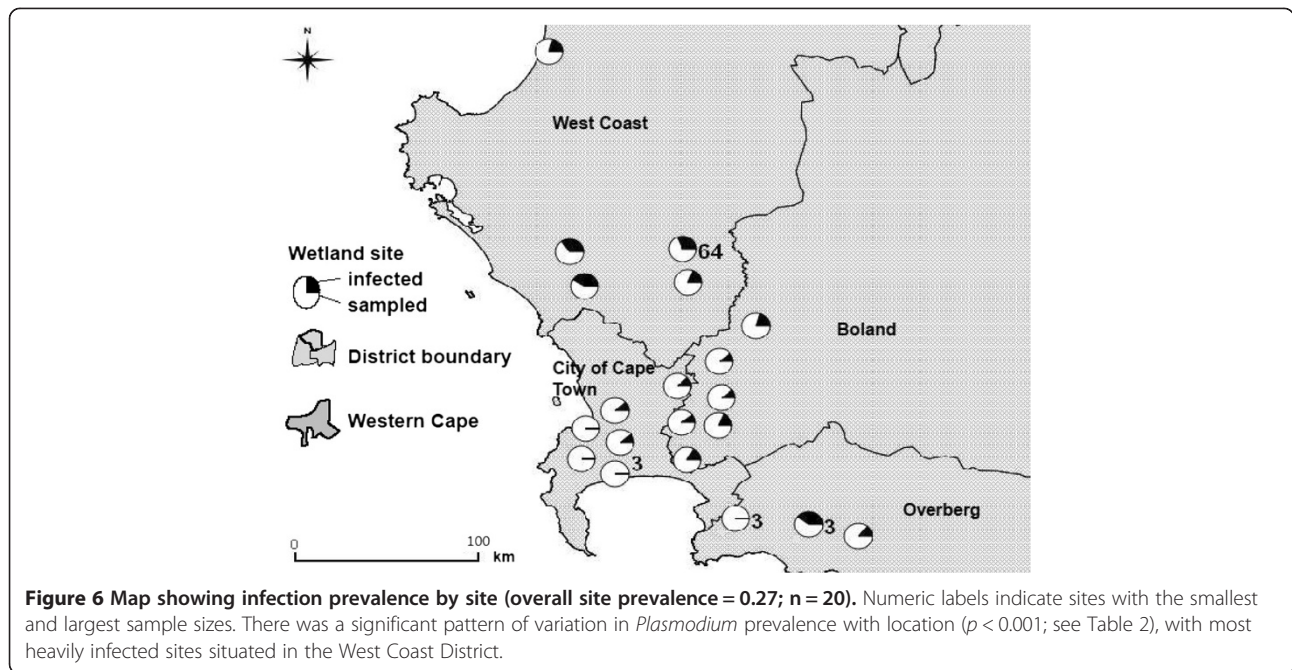 N
West Coast
64
Wetland site
infected
sampled
Boland
District boundary
City of Cape
Town
Western Cape
3
3
3
Overberg
0 100
km
Figure 6 Map showing infection prevalence by site (overall site prevalence = 0.27; n = 20). Numeric labels indicate sites with the smallest
and largest sample sizes. There was a significant pattern of variation in Plasmodium prevalence with location (p < 0.001; see Table 2), with most
heavily infected sites situated in the West Coast District.